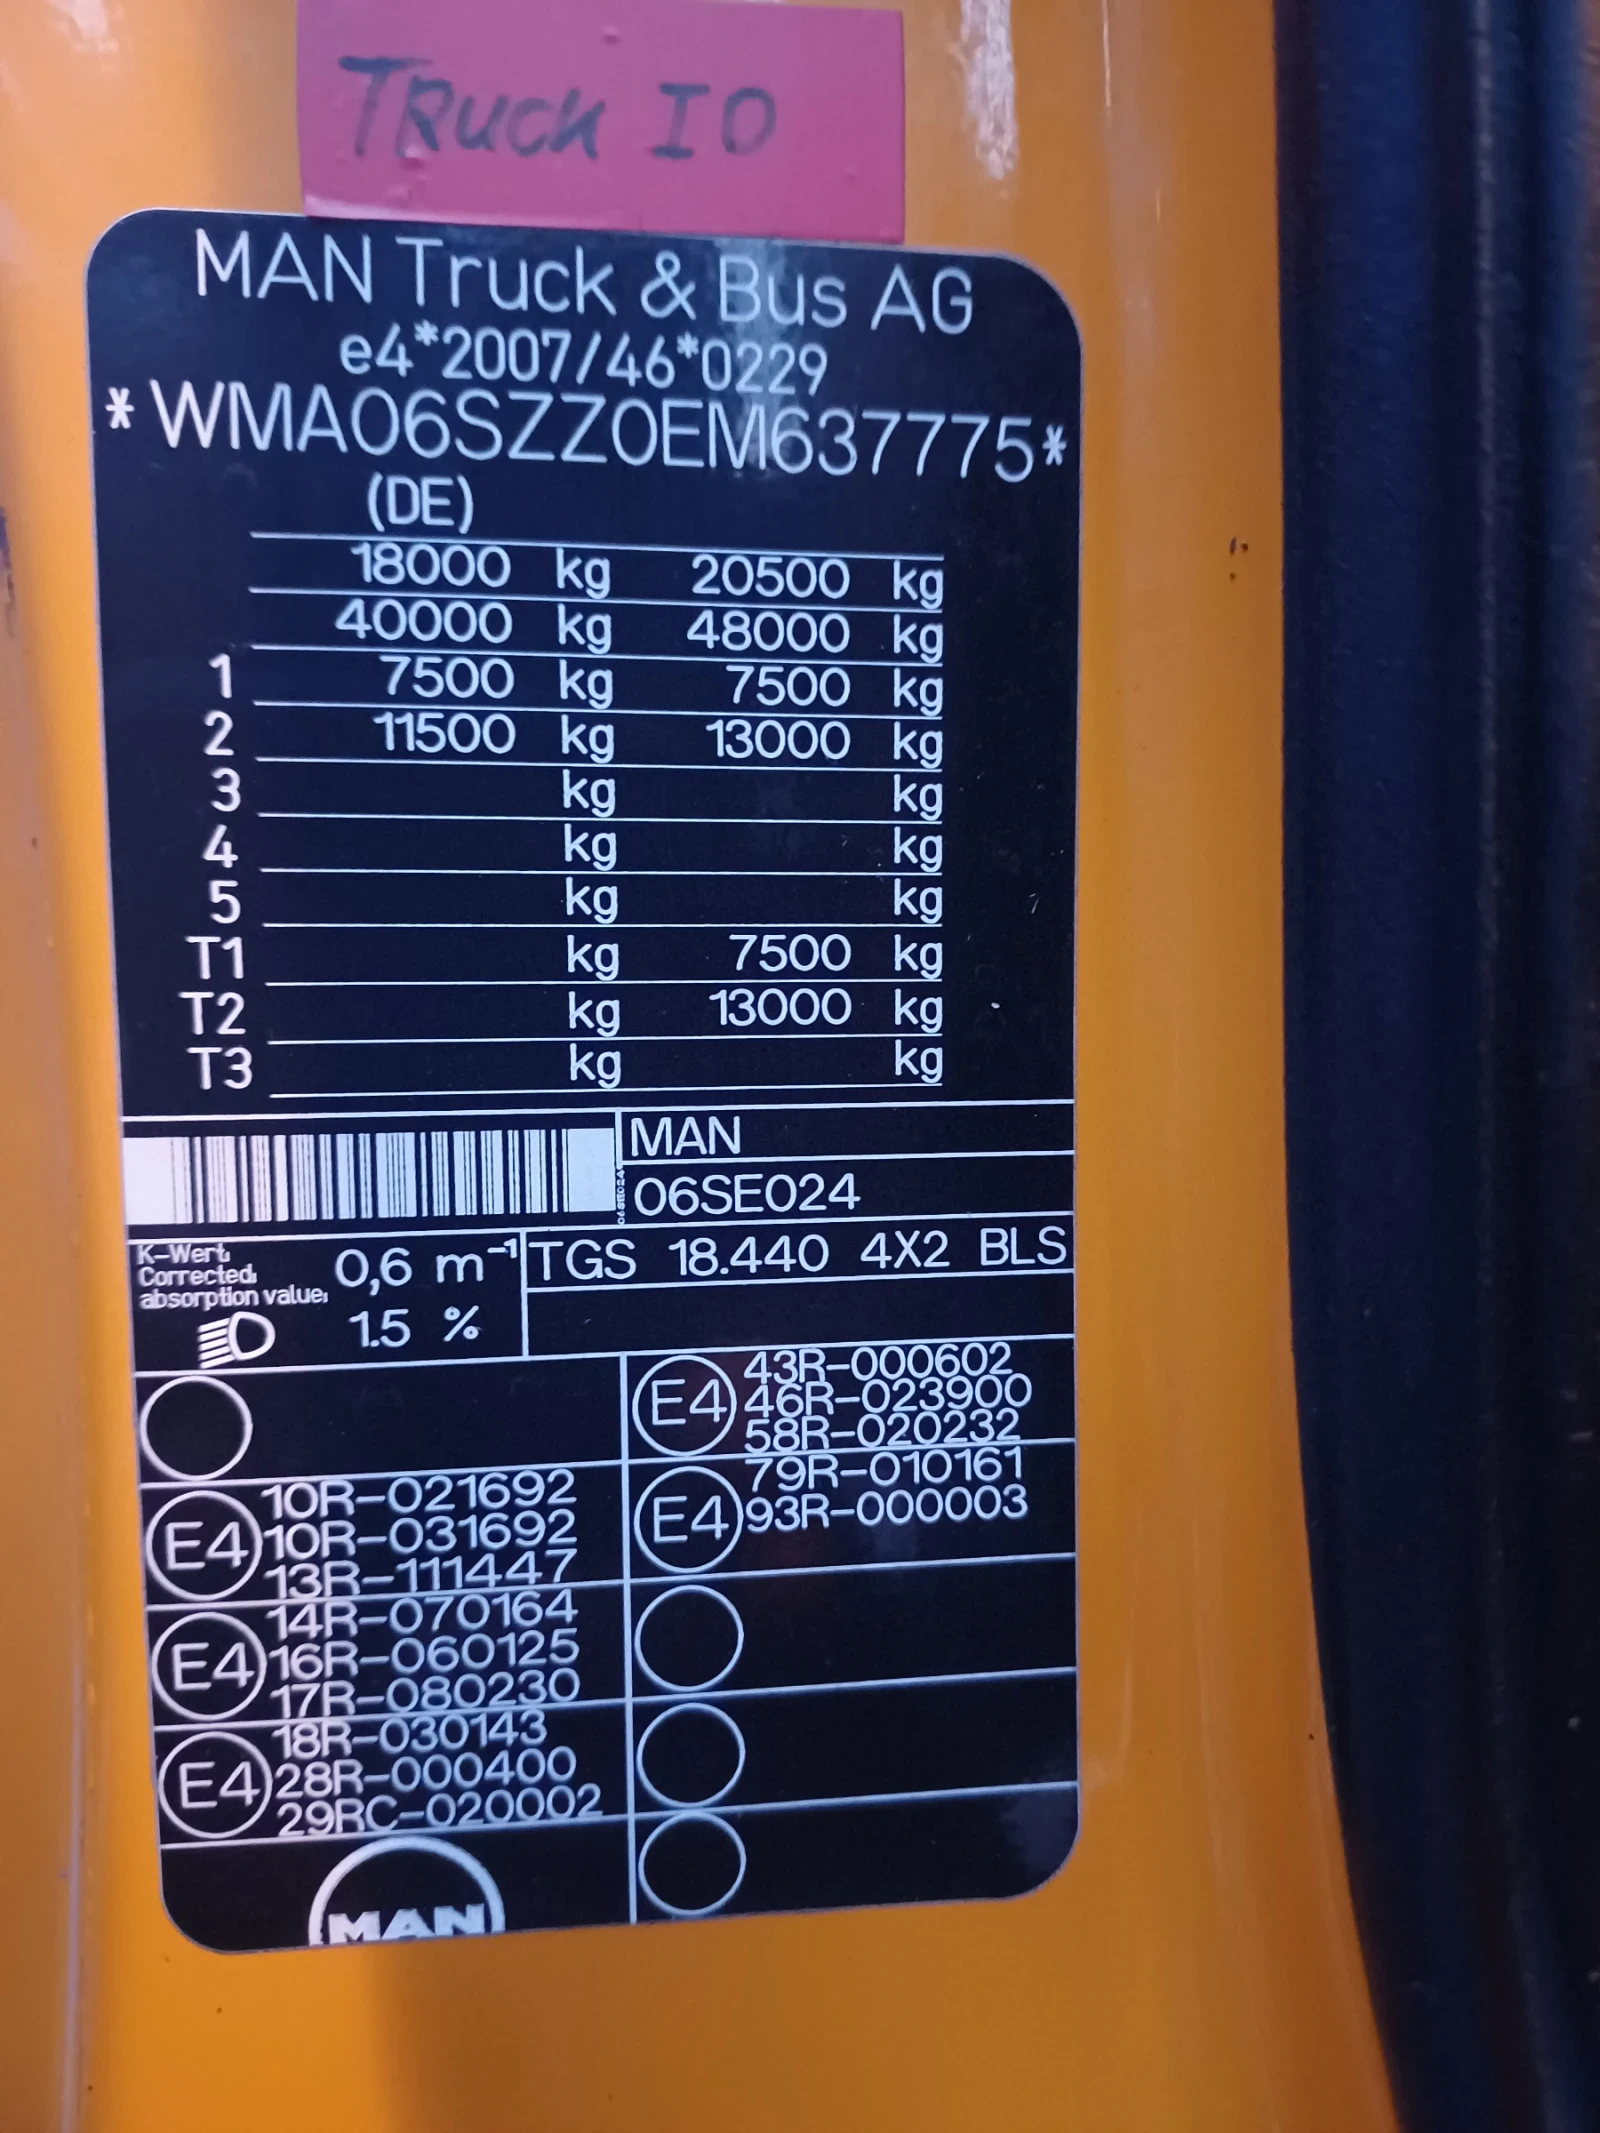 TRuck IO
MAN Truck & Bus AG
e4*2007/46*0229
*WMA06SZZ0EM637775*
(DE)
18000 kg 20500 kg
40000 kg 48000 kg
1 7500 kg 7500 kg
2 11500 kg 13000 kg
3 kg kg
4 kg kg
5 kg kg
T1 kg 7500 kg
T2 kg 13000 kg
T3 kg kg
MAN
06SE024
06SE024
K-Wert:
Corrected
absorption value:
0,6 m⁻¹
1.5 %
TGS 18.440 4X2 BLS
E4
10R-021692
10R-031692
13R-111447
E4
14R-070164
16R-060125
17R-080230
E4
18R-030143
28R-000400
29RC-020002
MAN
E4
43R-000602
46R-023900
58R-020232
E4
79R-010161
93R-000003